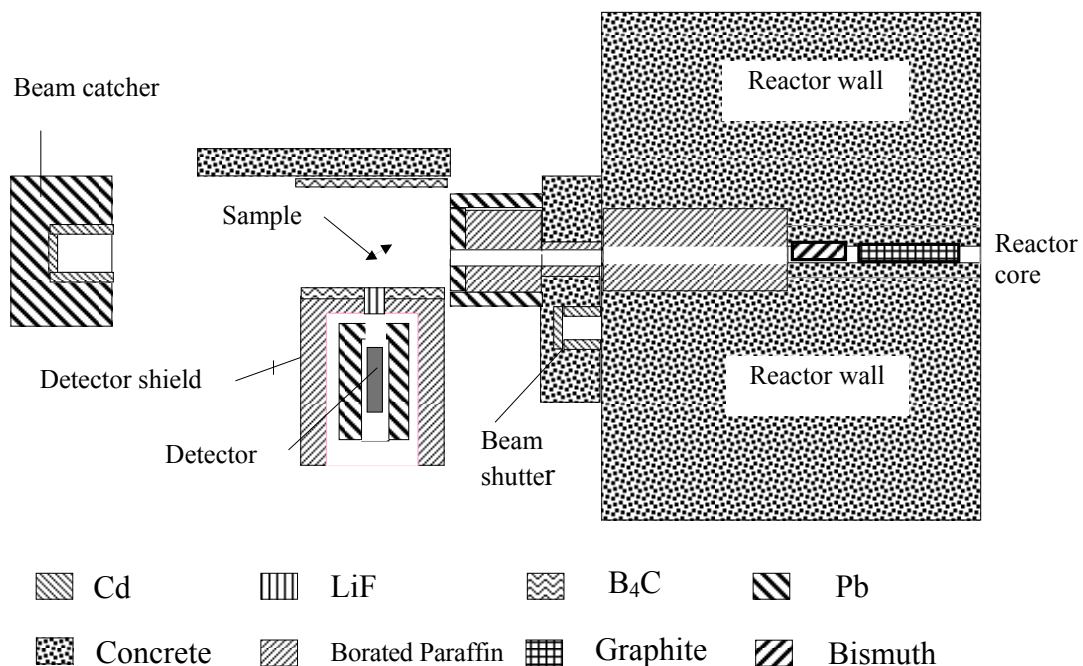 Beam catcher
Reactor wall
Sample
Reactor
core
Detector shield
Reactor wall
Detector
Beam
shutter
Cd
LiF
B₄C
Pb
Concrete
Borated Paraffin
Graphite
Bismuth